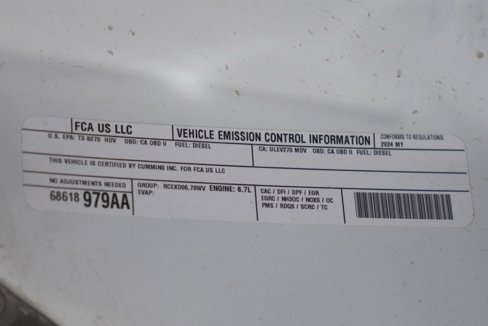 FCA US LLC
VEHICLE EMISSION CONTROL INFORMATION
CONFORMS TO REGULATIONS:
2024 MY
U.S. EPA: T3 B270 HDV OBD: CA OBD II FUEL: DIESEL
CA: ULEV270 MDV OBD: CA OBD II FUEL: DIESEL
THIS VEHICLE IS CERTIFIED BY CUMMINS INC. FOR FCA US LLC
NO ADJUSTMENTS NEEDED
68618 979AA
GROUP: RCEXD06.78WV ENGINE: 6.7L
EVAP:
CAC / DFI / DPF / EGR
EGRC / NH3OC / NOXS / OC
PMS / RDQS / SCRC / TC